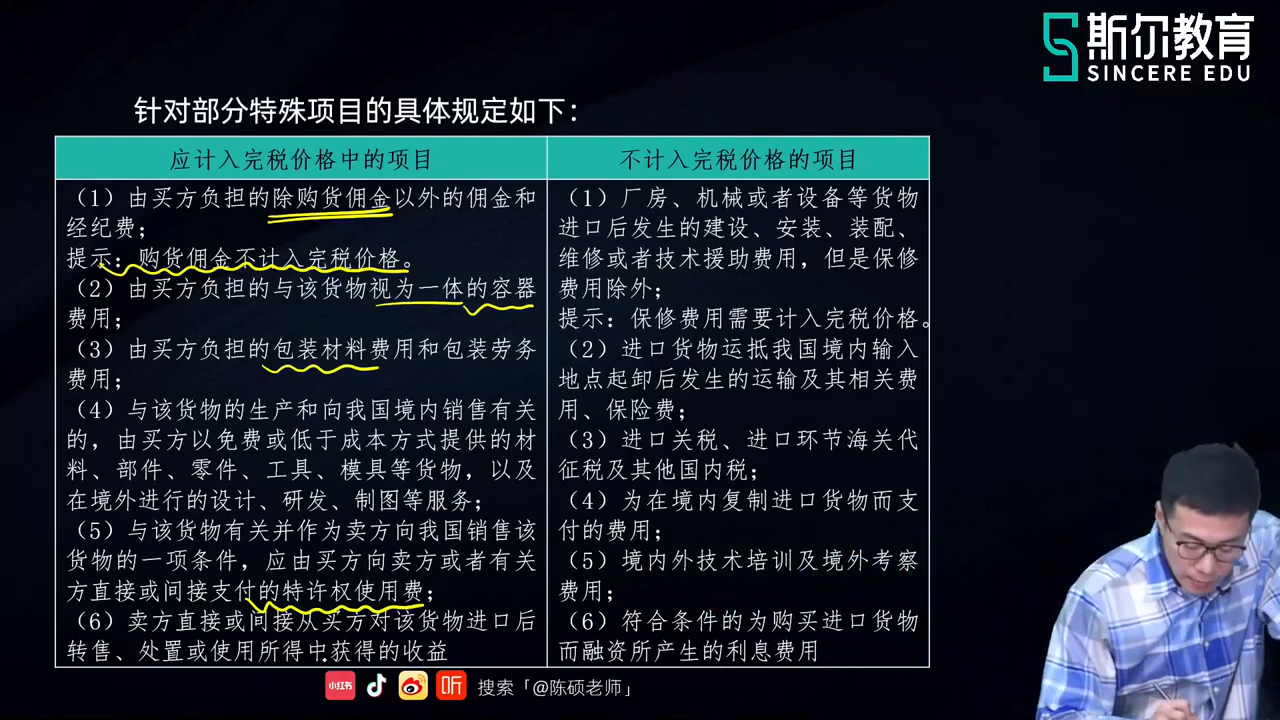 斯尔教育
SINCERE EDU
针对部分特殊项目的具体规定如下：
应计入完税价格中的项目
（1）由买方负担的除购货佣金以外的佣金和
经纪费；
提示：购货佣金不计入完税价格。
（2）由买方负担的与该货物视为一体的容器
费用；
（3）由买方负担的包装材料费用和包装劳务
费用；
（4）与该货物的生产和向我国境内销售有关
的，由买方以免费或低于成本方式提供的材
料、部件、零件、工具、模具等货物，以及
在境外进行的设计、研发、制图等服务；
（5）与该货物有关并作为卖方向我国销售该
货物的一项条件，应由买方向卖方或者有关
方直接或间接支付的特许权使用费；
（6）卖方直接或间接从买方对该货物进口后
转售、处置或使用所得中获得的收益
不计入完税价格的项目
（1）厂房、机械或者设备等货物
进口后发生的建设、安装、装配、
维修或者技术援助费用，但是保修
费用除外；
提示：保修费用需要计入完税价格。
（2）进口货物运抵我国境内输入
地点起卸后发生的运输及其相关费
用、保险费；
（3）进口关税、进口环节海关代
征税及其他国内税；
（4）为在境内复制进口货物而支
付的费用；
（5）境内外技术培训及境外考察
费用；
（6）符合条件的为购买进口货物
而融资所产生的利息费用
小红书
听
搜索「@陈硕老师」